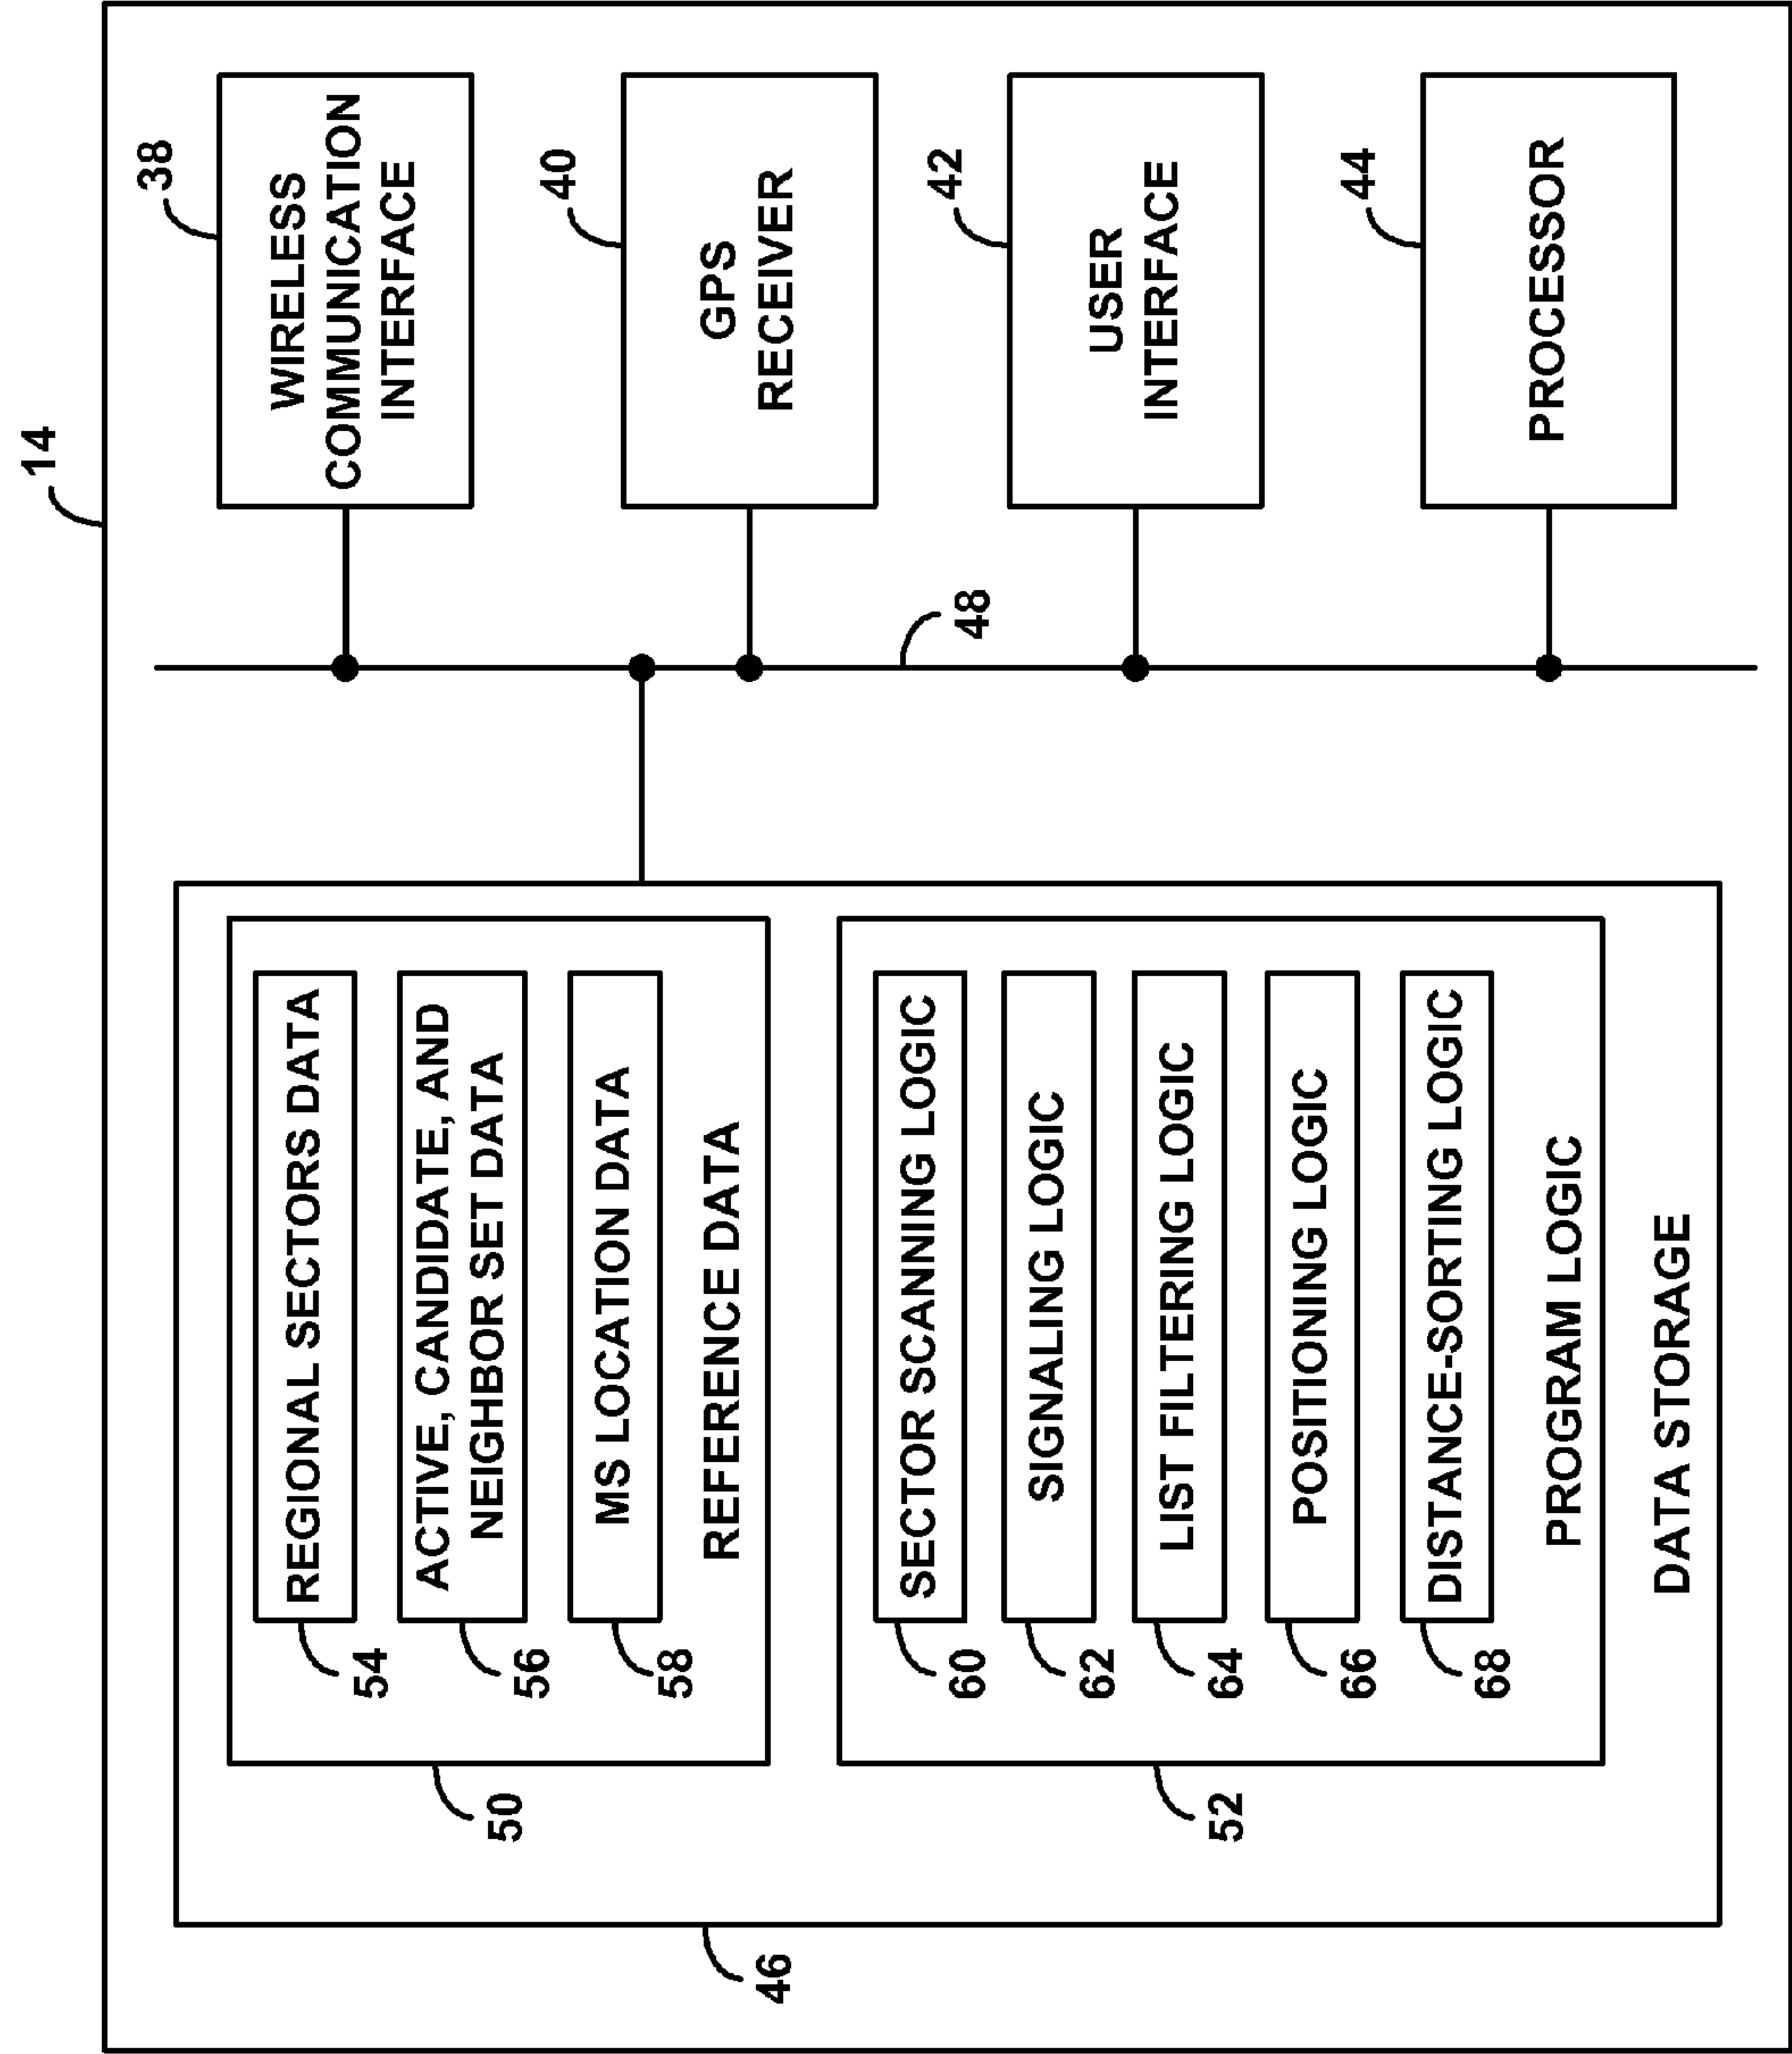 14
38
WIRELESS
COMMUNICATION
INTERFACE
40
GPS
RECEIVER
42
USER
INTERFACE
44
PROCESSOR
48
46
50
54
REGIONAL SECTORS DATA
56
ACTIVE, CANDIDATE, AND
NEIGHBOR SET DATA
58
MS LOCATION DATA
REFERENCE DATA
52
60
SECTOR SCANNING LOGIC
62
SIGNALING LOGIC
64
LIST FILTERING LOGIC
66
POSITIONING LOGIC
68
DISTANCE-SORTING LOGIC
PROGRAM LOGIC
DATA STORAGE